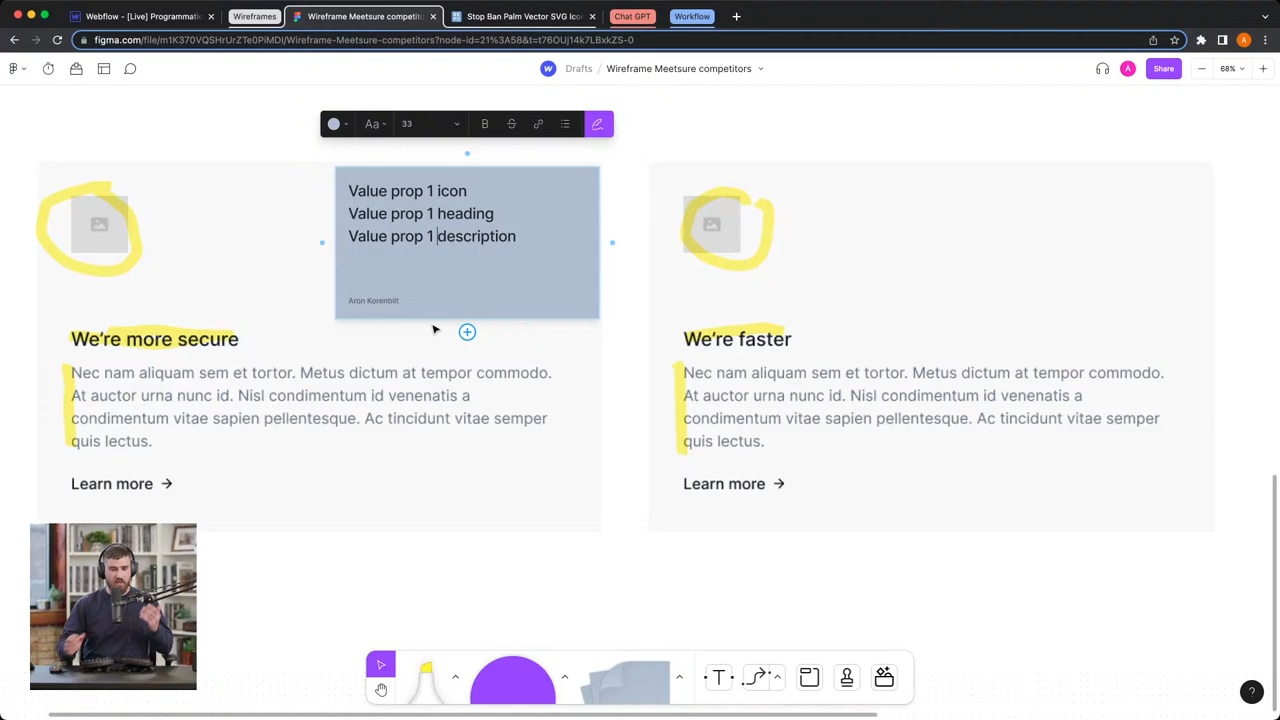 Webflow - [Live] Programmati
Wireframes
Wireframe Meetsure competitor
Stop Ban Palm Vector SVG Icon
Chat GPT
Workflow
figma.com/file/m1K370VQSHrUrZTe0PiMDI/Wireframe-Meetsure-competitors?node-id=21%3A58&t=t76OUj14k7LBxkZS-0
A
Drafts / Wireframe Meetsure competitors
A
Share
68%
Aa
33
B
S
Value prop 1 icon
Value prop 1 heading
Value prop 1 description
Aron Korenblit
We're more secure
Nec nam aliquam sem et tortor. Metus dictum at tempor commodo.
At auctor urna nunc id. Nisl condimentum id venenatis a
condimentum vitae sapien pellentesque. Ac tincidunt vitae semper
quis lectus.
Learn more →
We're faster
Nec nam aliquam sem et tortor. Metus dictum at tempor commodo.
At auctor urna nunc id. Nisl condimentum id venenatis a
condimentum vitae sapien pellentesque. Ac tincidunt vitae semper
quis lectus.
Learn more →
T
?